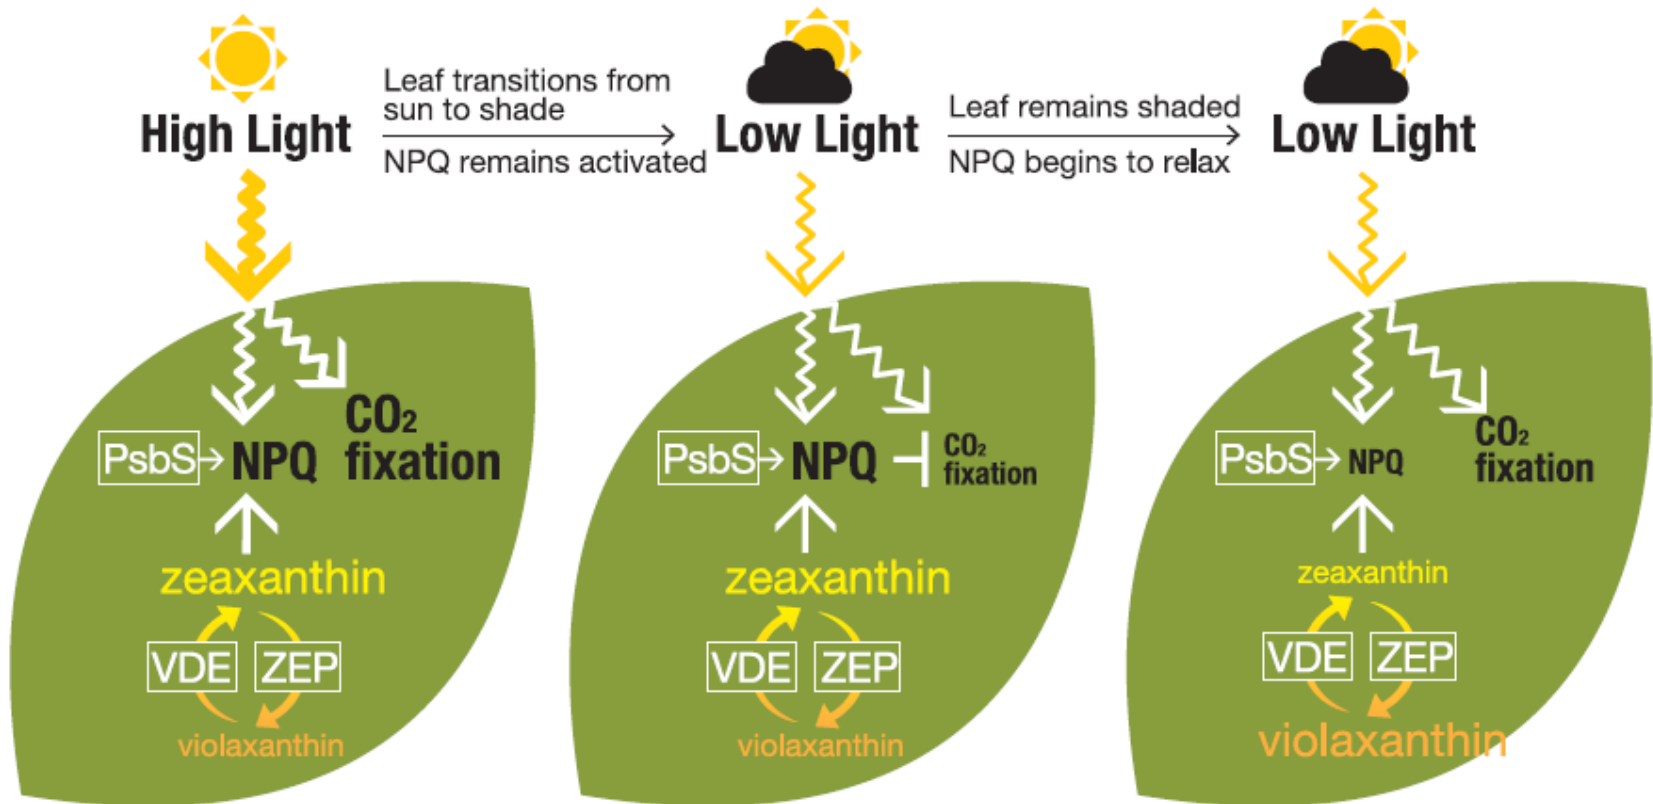 High Light
Leaf transitions from
sun to shade
NPQ remains activated
Low Light
Leaf remains shaded
NPQ begins to relax
Low Light
CO₂
fixation
PsbS
NPQ
zeaxanthin
VDE
ZEP
violaxanthin
CO₂
fixation
PsbS
NPQ
zeaxanthin
VDE
ZEP
violaxanthin
CO₂
fixation
PsbS
NPQ
zeaxanthin
VDE
ZEP
violaxanthin